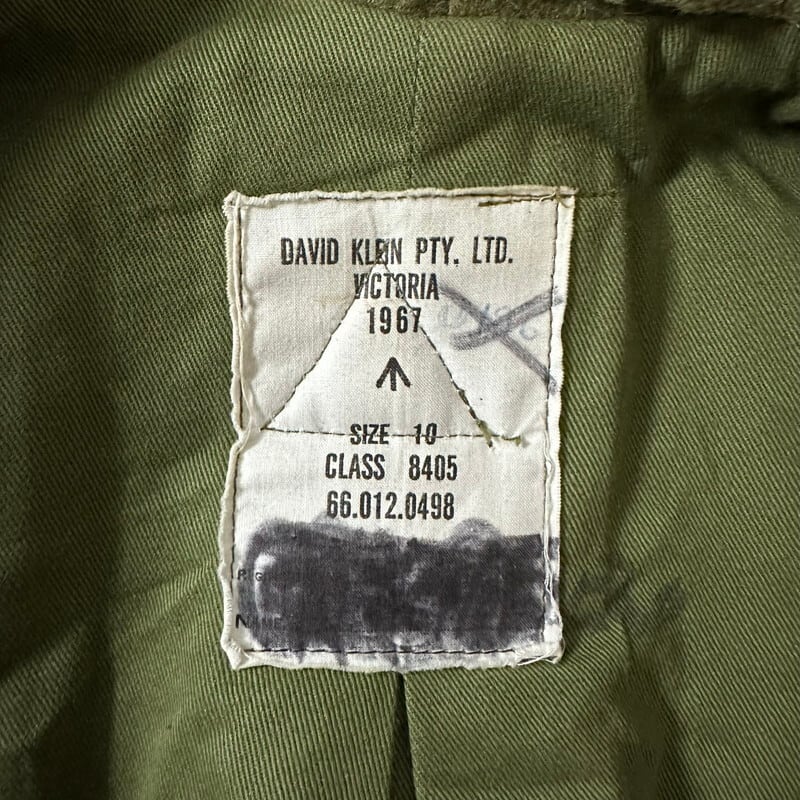 DAVID KLEIN PTY. LTD.
VICTORIA
1967
SIZE 10
CLASS 8405
66.012.0498